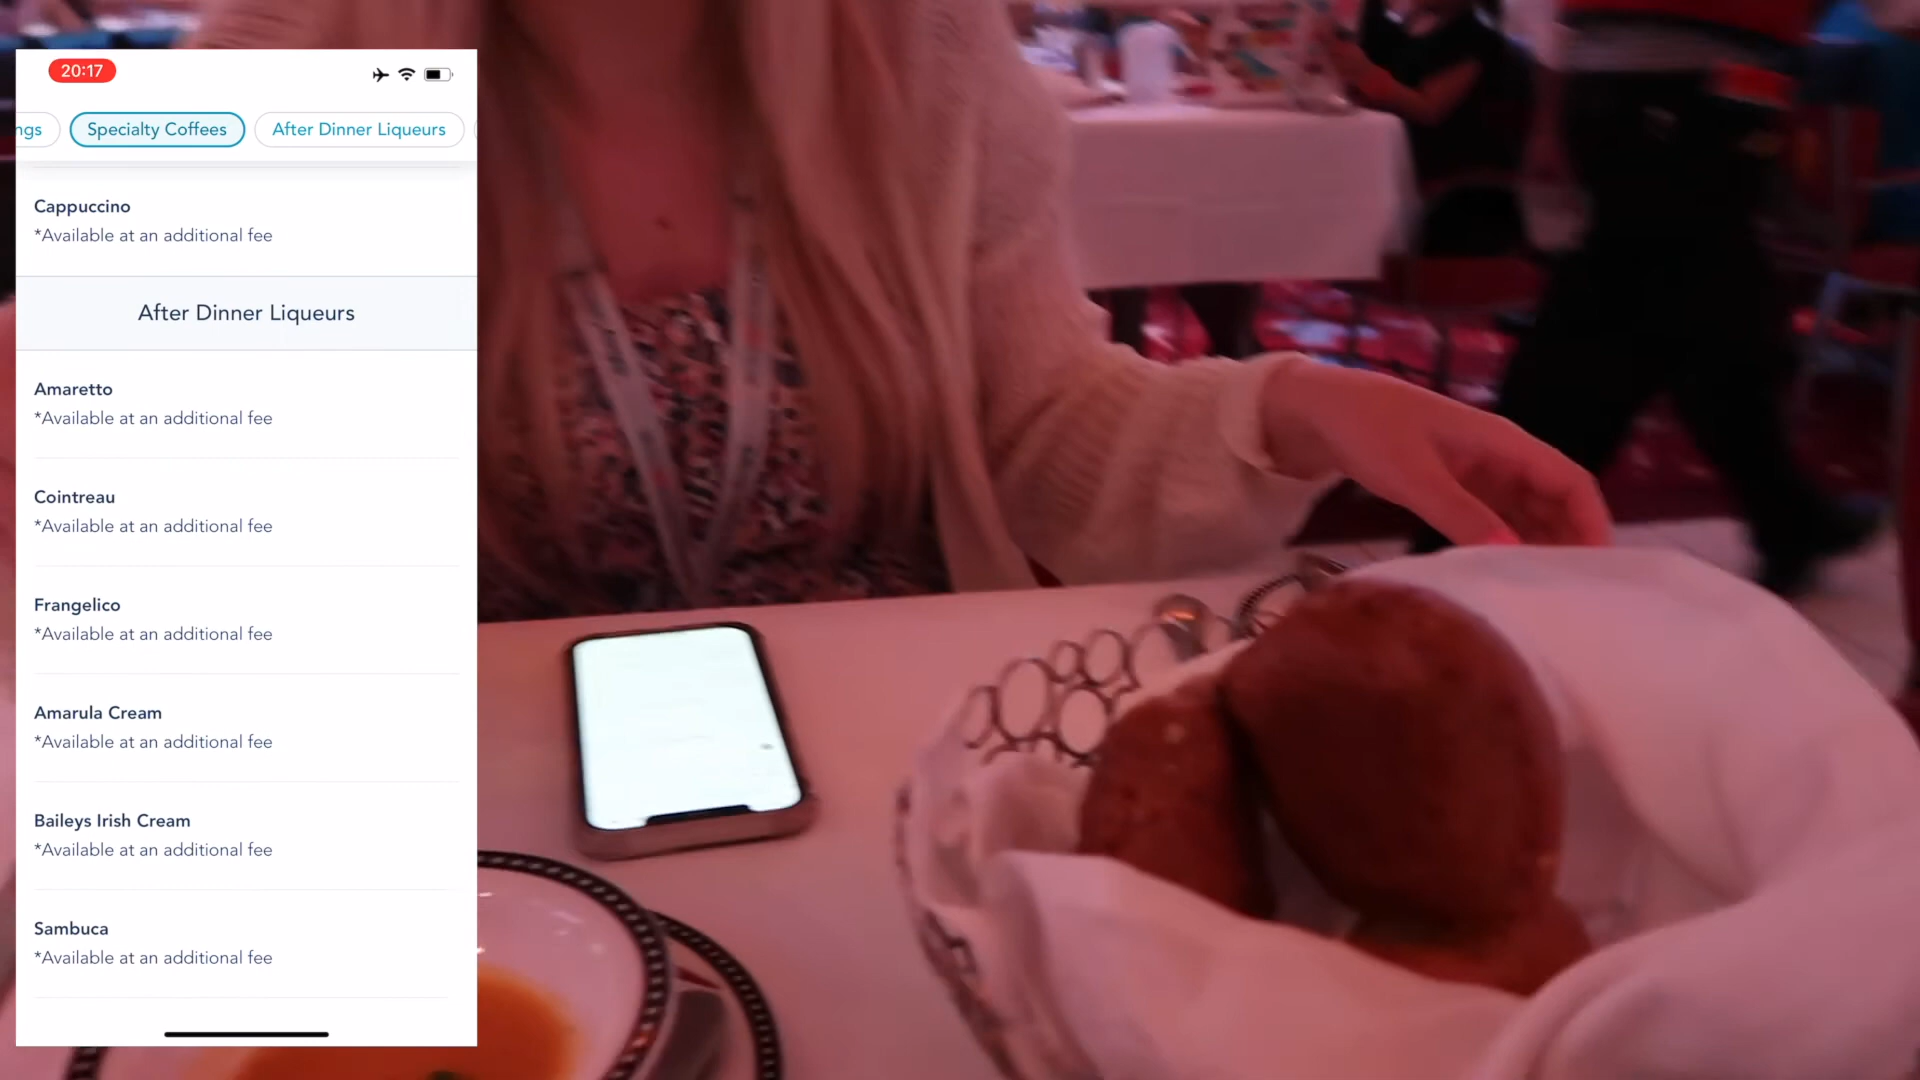 20:17
ngs
Specialty Coffees
After Dinner Liqueurs
Cappuccino
*Available at an additional fee
After Dinner Liqueurs
Amaretto
*Available at an additional fee
Cointreau
*Available at an additional fee
Frangelico
*Available at an additional fee
Amarula Cream
*Available at an additional fee
Baileys Irish Cream
*Available at an additional fee
Sambuca
*Available at an additional fee